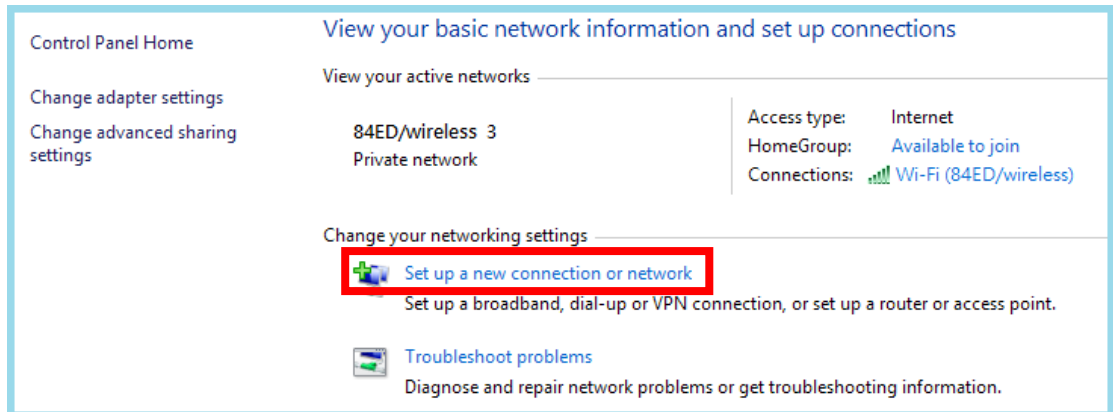 Control Panel Home
Change adapter settings
Change advanced sharing
settings
View your basic network information and set up connections
View your active networks
84ED/wireless 3
Private network
Access type: Internet
HomeGroup: Available to join
Connections: Wi-Fi (84ED/wireless)
Change your networking settings
Set up a new connection or network
Set up a broadband, dial-up or VPN connection, or set up a router or access point.
Troubleshoot problems
Diagnose and repair network problems or get troubleshooting information.